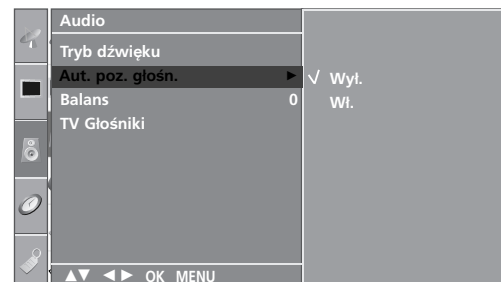 Audio
Tryb dźwięku
Aut. poz. głośn. ►
Balans 0
TV Głośniki
√ Wył.
Wł.
▲▼ ◄► OK MENU